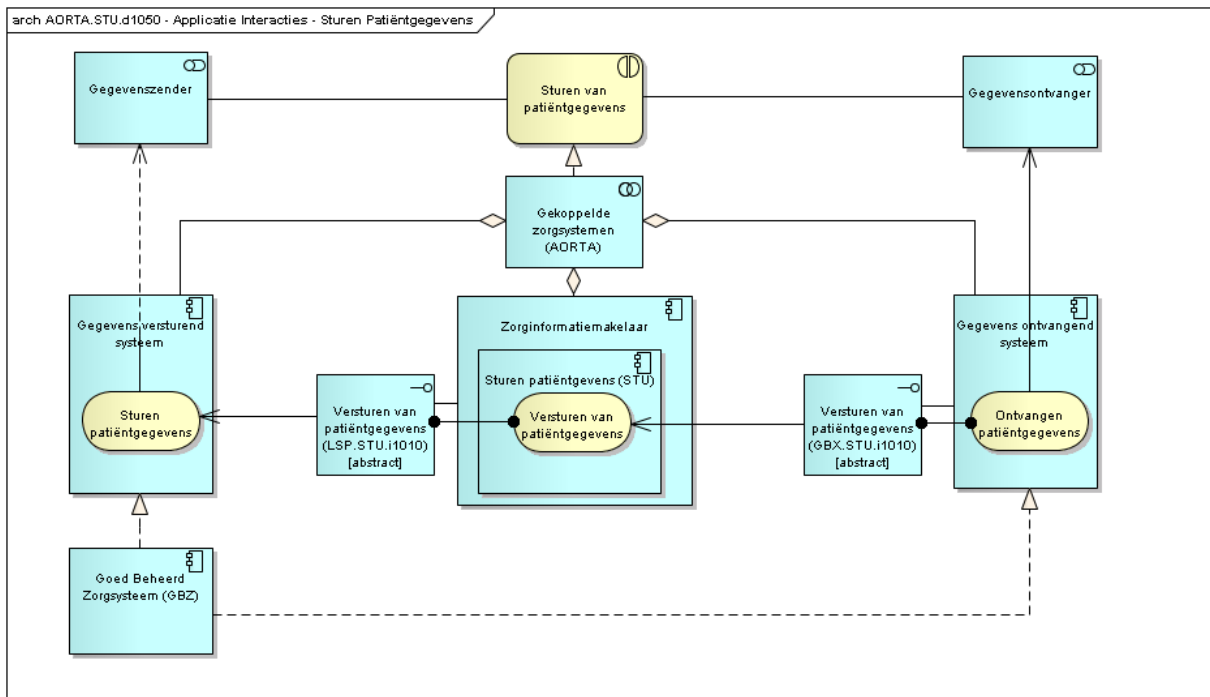 arch AORTA.STU.d1050 - Applicatie Interacties - Sturen Patiëntgegevens
Gegevenszender
Sturen van
patiëntgegevens
Gegevensontvanger
Gekoppelde
zorgsystemen
(AORTA)
Gegevens versturend
systeem
Sturen
patiëntgegevens
Versturen van
patiëntgegevens
(LSP.STU.i1010)
[abstract]
Zorginformatiemakelaar
Sturen patiëntgevens (STU)
Versturen van
patiëntgegevens
Versturen van
patiëntgegevens
(GBX.STU.i1010)
[abstract]
Gegevens ontvangend
systeem
Ontvangen
patiëntgegevens
Goed Beheerd
Zorgsysteem (GBZ)